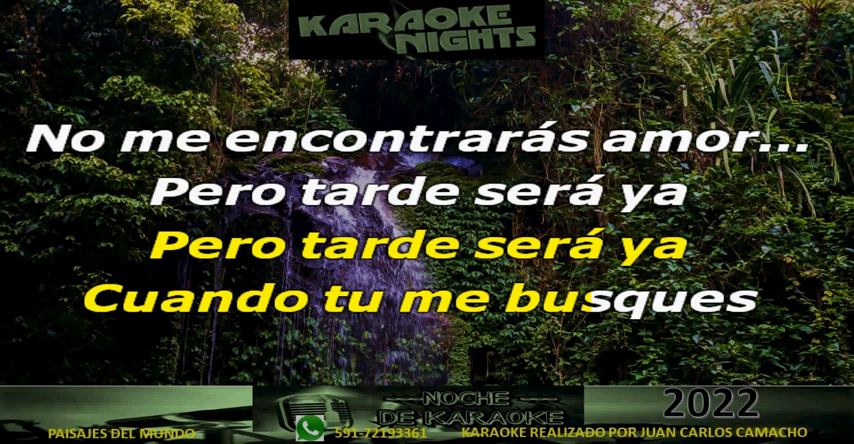 KARAOKE
NIGHTS
No me encontrarás amor...
Pero tarde será ya
Pero tarde será ya
Cuando tu me busques
NOCHE
DE KARAOKE
2022
PAISAJES DEL MUNDO
591-72193361
KARAOKE REALIZADO POR JUAN CARLOS CAMACHO